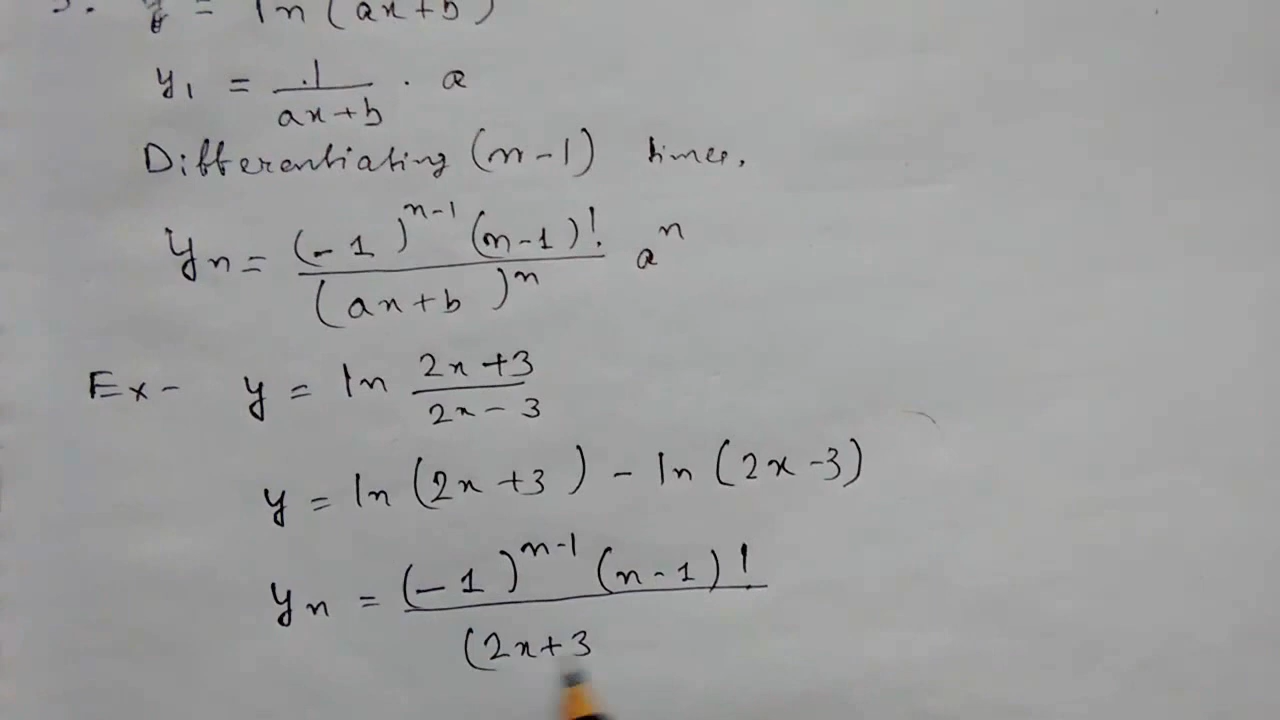 3. y = ln (ax+b)
y₁ = 1/(ax+b) · a
Differentiating (n-1) times,
yₙ = (-1)ⁿ⁻¹ (n-1)! / (ax+b)ⁿ aⁿ
Ex- y = ln (2x+3)/(2x-3)
y = ln (2x+3) - ln (2x-3)
yₙ = (-1)ⁿ⁻¹ (n-1)! / (2x+3